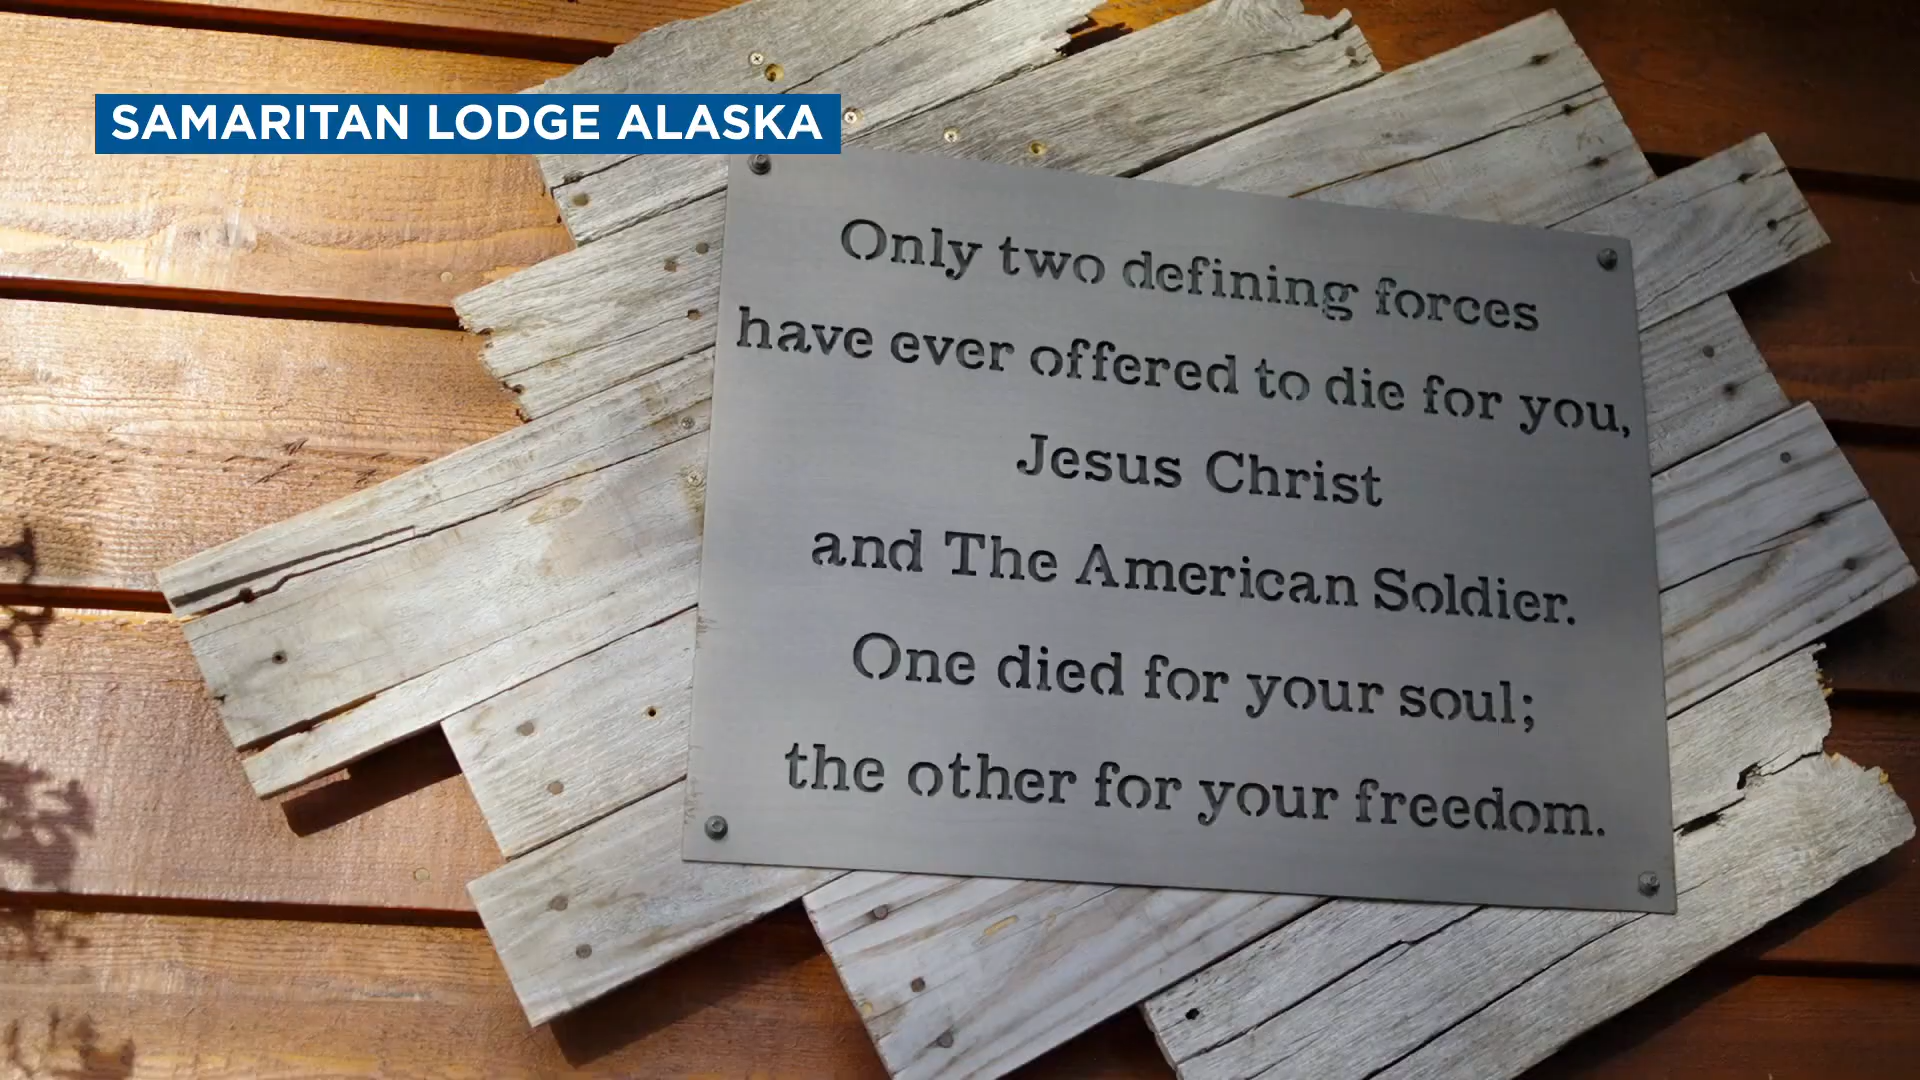 SAMARITAN LODGE ALASKA
Only two defining forces
have ever offered to die for you,
Jesus Christ
and The American Soldier.
One died for your soul;
the other for your freedom.